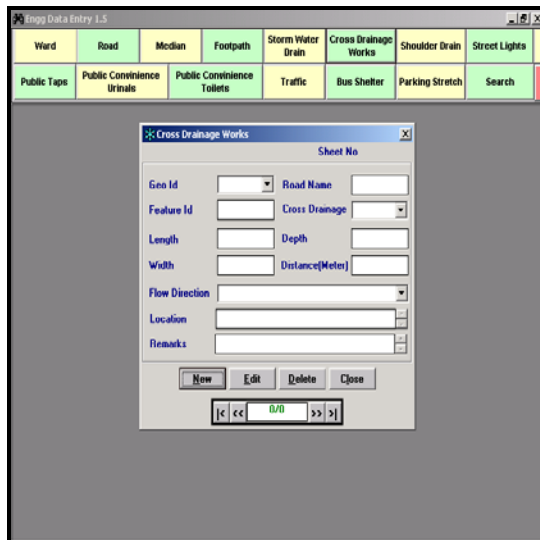 Engg Data Entry 1.5
Ward Road Median Footpath Storm Water Drain Cross Drainage Works Shoulder Drain Street Lights
Public Taps Public Convinience Urinals Public Convinience Toilets Traffic Bus Shelter Parking Stretch Search
Cross Drainage Works
Sheet No
Geo Id Road Name
Feature Id Cross Drainage
Length Depth
Width Distance(Meter)
Flow Direction
Location
Remarks
New Edit Delete Close
|< << 0/0 >> >|